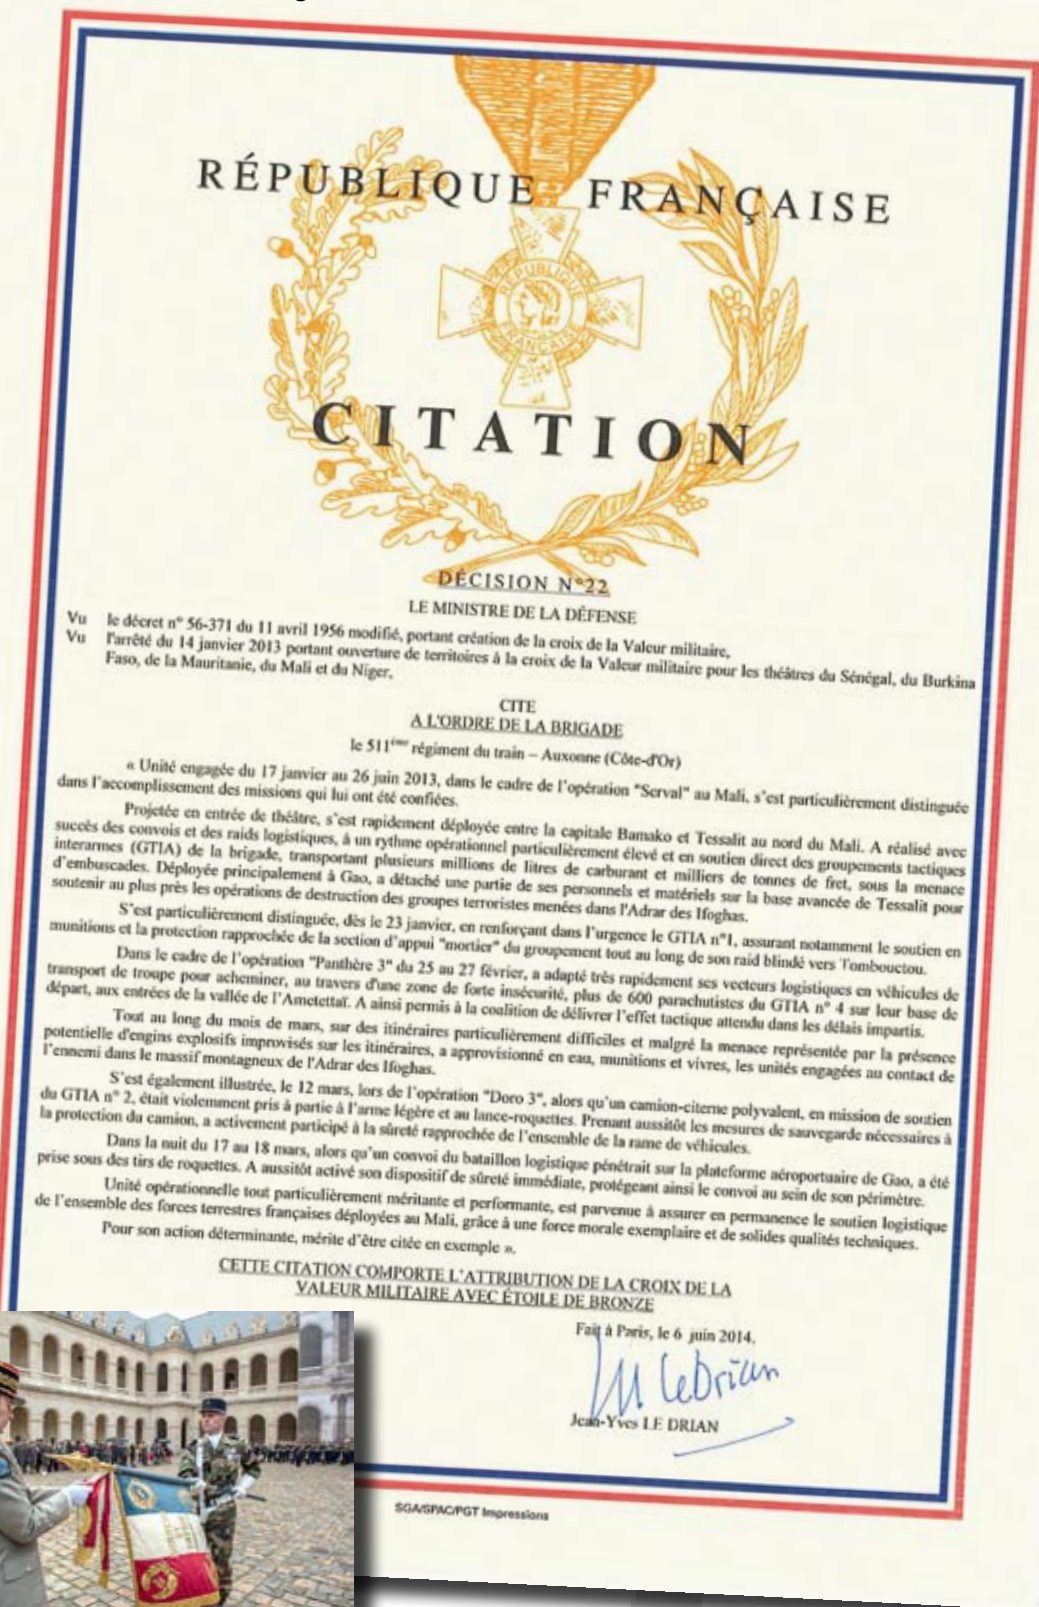 RÉPUBLIQUE FRANÇAISE
RÉPUBLIQUE
FRANÇAISE
CITATION
DÉCISION N°22
LE MINISTRE DE LA DÉFENSE
Vu le décret n° 56-371 du 11 avril 1956 modifié, portant création de la croix de la Valeur militaire,
Vu l'arrêté du 14 janvier 2013 portant ouverture de territoires à la croix de la Valeur militaire pour les théâtres du Sénégal, du Burkina
Faso, de la Mauritanie, du Mali et du Niger,
CITE
A L'ORDRE DE LA BRIGADE
le 511ème régiment du train – Auxonne (Côte-d'Or)
« Unité engagée du 17 janvier au 26 juin 2013, dans le cadre de l'opération "Serval" au Mali, s'est particulièrement distinguée
dans l'accomplissement des missions qui lui ont été confiées.
Projetée en entrée de théâtre, s'est rapidement déployée entre la capitale Bamako et Tessalit au nord du Mali. A réalisé avec
succès des convois et des raids logistiques, à un rythme opérationnel particulièrement élevé et en soutien direct des groupements tactiques
interarmes (GTIA) de la brigade, transportant plusieurs millions de litres de carburant et milliers de tonnes de fret, sous la menace
d'embuscades. Déployée principalement à Gao, a détaché une partie de ses personnels et matériels sur la base avancée de Tessalit pour
soutenir au plus près les opérations de destruction des groupes terroristes menées dans l'Adrar des Ifoghas.
S'est particulièrement distinguée, dès le 23 janvier, en renforçant dans l'urgence le GTIA n°1, assurant notamment le soutien en
munitions et la protection rapprochée de la section d'appui "mortier" du groupement tout au long de son raid blindé vers Tombouctou.
Dans le cadre de l'opération "Panthère 3" du 25 au 27 février, a adapté très rapidement ses vecteurs logistiques en véhicules de
transport de troupe pour acheminer, au travers d'une zone de forte insécurité, plus de 600 parachutistes du GTIA n° 4 sur leur base de
départ, aux entrées de la vallée de l'Ametettaï. A ainsi permis à la coalition de délivrer l'effet tactique attendu dans les délais impartis.
Tout au long du mois de mars, sur des itinéraires particulièrement difficiles et malgré la menace représentée par la présence
potentielle d'engins explosifs improvisés sur les itinéraires, a approvisionné en eau, munitions et vivres, les unités engagées au contact de
l'ennemi dans le massif montagneux de l'Adrar des Ifoghas.
S'est également illustrée, le 12 mars, lors de l'opération "Doro 3", alors qu'un camion-citerne polyvalent, en mission de soutien
du GTIA n° 2, était violemment pris à partie à l'arme légère et au lance-roquettes. Prenant aussitôt les mesures de sauvegarde nécessaires à
la protection du camion, a activement participé à la sûreté rapprochée de l'ensemble de la rame de véhicules.
Dans la nuit du 17 au 18 mars, alors qu'un convoi du bataillon logistique pénétrait sur la plateforme aéroportuaire de Gao, a été
prise sous des tirs de roquettes. A aussitôt activé son dispositif de sûreté immédiate, protégeant ainsi le convoi au sein de son périmètre.
Unité opérationnelle tout particulièrement méritante et performante, est parvenue à assurer en permanence le soutien logistique
de l'ensemble des forces terrestres françaises déployées au Mali, grâce à une force morale exemplaire et de solides qualités techniques.
Pour son action déterminante, mérite d'être citée en exemple ».
CETTE CITATION COMPORTE L'ATTRIBUTION DE LA CROIX DE LA
VALEUR MILITAIRE AVEC ÉTOILE DE BRONZE
Fait à Paris, le 6 juin 2014.
LeDrian
Jean-Yves LE DRIAN
SGA/SPAC/PGT Impressions